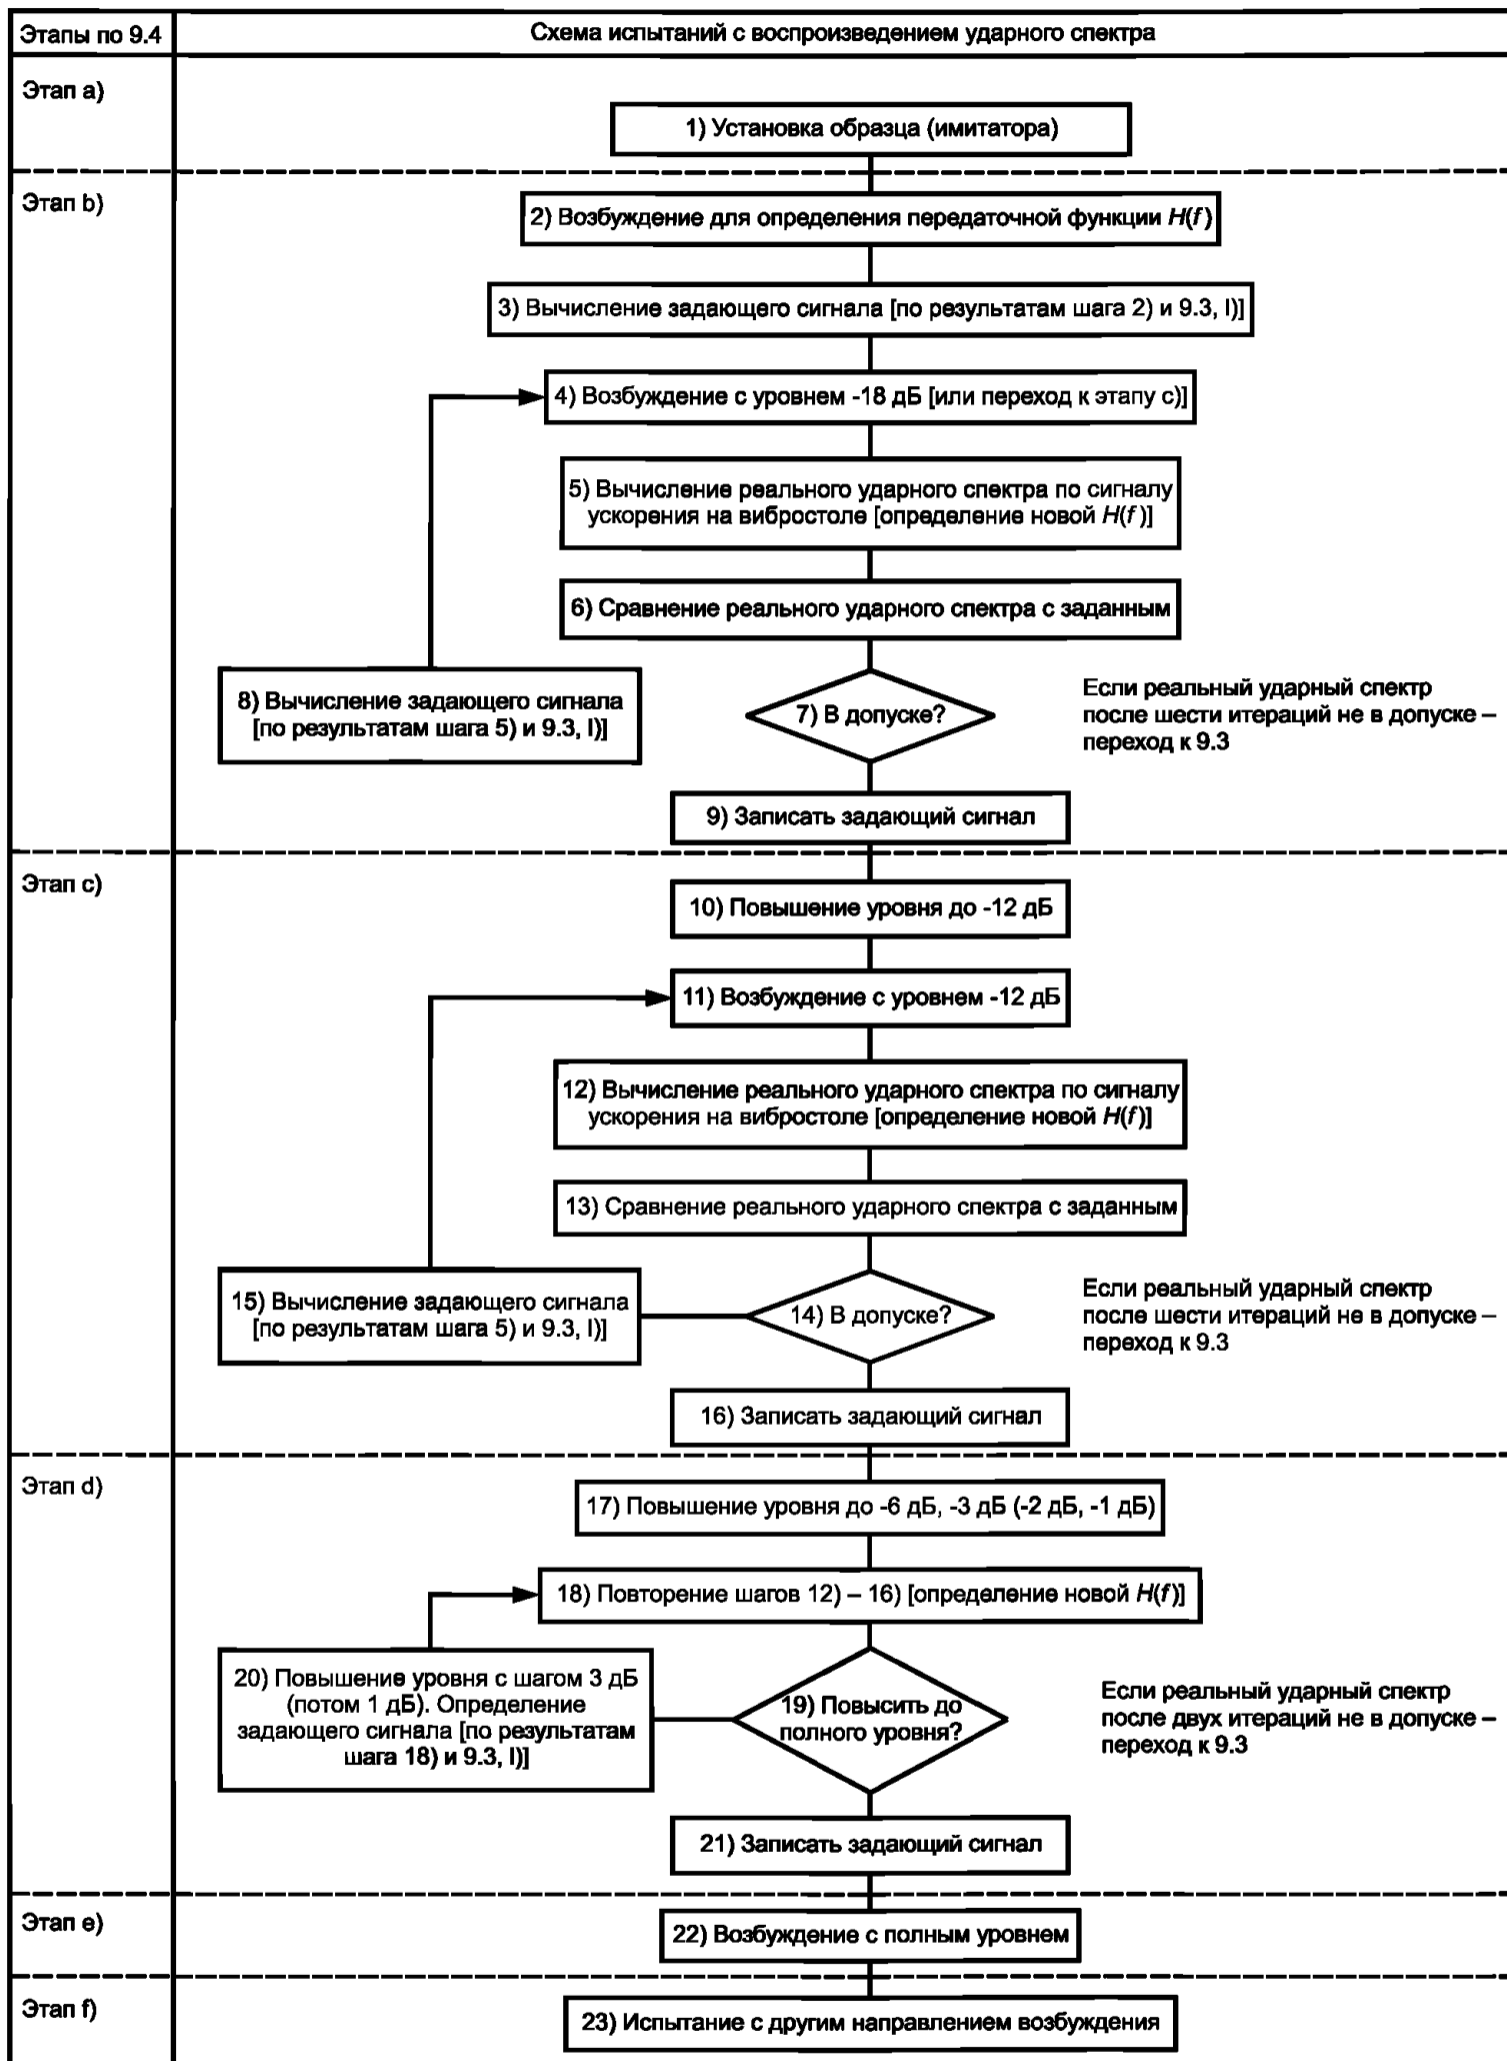 Этапы по 9.4
Схема испытаний с воспроизведением ударного спектра
Этап a)
1) Установка образца (имитатора)
Этап b)
2) Возбуждение для определения передаточной функции H(f)
3) Вычисление задающего сигнала [по результатам шага 2) и 9.3, I)]
4) Возбуждение с уровнем -18 дБ [или переход к этапу c)]
5) Вычисление реального ударного спектра по сигналу
ускорения на вибростоле [определение новой H(f)]
6) Сравнение реального ударного спектра с заданным
8) Вычисление задающего сигнала
[по результатам шага 5) и 9.3, I)]
7) В допуске?
Если реальный ударный спектр
после шести итераций не в допуске –
переход к 9.3
9) Записать задающий сигнал
Этап c)
10) Повышение уровня до -12 дБ
11) Возбуждение с уровнем -12 дБ
12) Вычисление реального ударного спектра по сигналу
ускорения на вибростоле [определение новой H(f)]
13) Сравнение реального ударного спектра с заданным
15) Вычисление задающего сигнала
[по результатам шага 5) и 9.3, I)]
14) В допуске?
Если реальный ударный спектр
после шести итераций не в допуске –
переход к 9.3
16) Записать задающий сигнал
Этап d)
17) Повышение уровня до -6 дБ, -3 дБ (-2 дБ, -1 дБ)
18) Повторение шагов 12) – 16) [определение новой H(f)]
20) Повышение уровня с шагом 3 дБ
(потом 1 дБ). Определение
задающего сигнала [по результатам
шага 18) и 9.3, I)]
19) Повысить до
полного уровня?
Если реальный ударный спектр
после двух итераций не в допуске –
переход к 9.3
21) Записать задающий сигнал
Этап e)
22) Возбуждение с полным уровнем
Этап f)
23) Испытание с другим направлением возбуждения